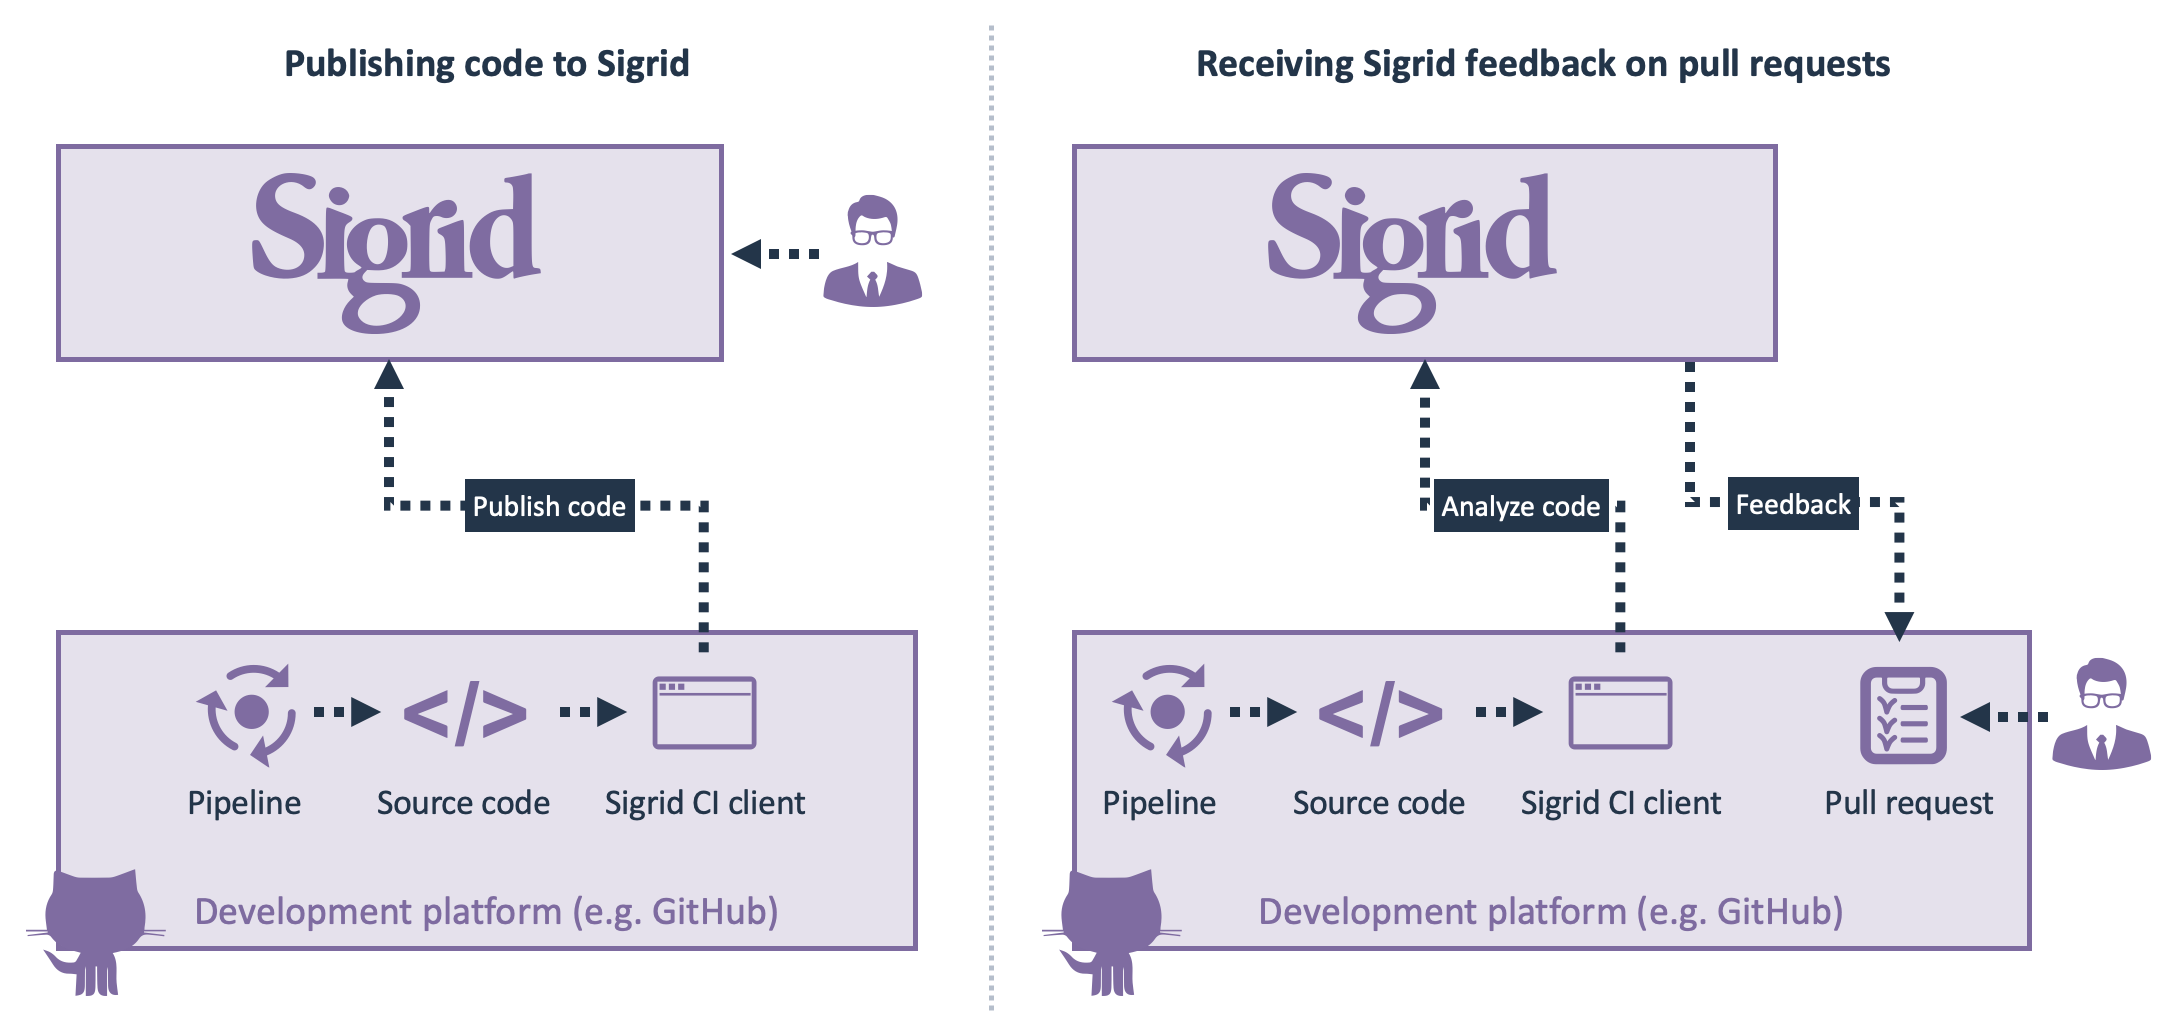 Publishing code to Sigrid
Sigrid
Publish code
Pipeline
Source code
Sigrid CI client
Development platform (e.g. GitHub)
Receiving Sigrid feedback on pull requests
Sigrid
Analyze code
Feedback
Pipeline
Source code
Sigrid CI client
Pull request
Development platform (e.g. GitHub)